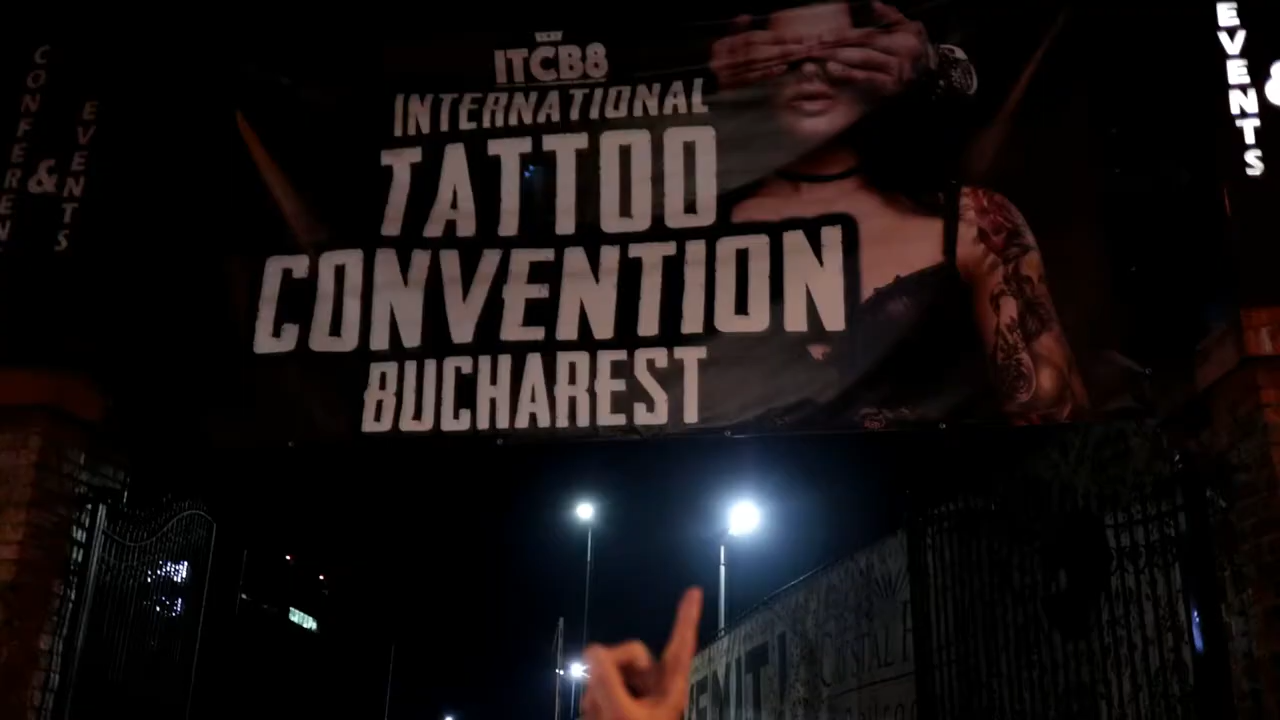 ITCB8
INTERNATIONAL
TATTOO
CONVENTION
BUCHAREST
&
EVENTS
EVENTS
&